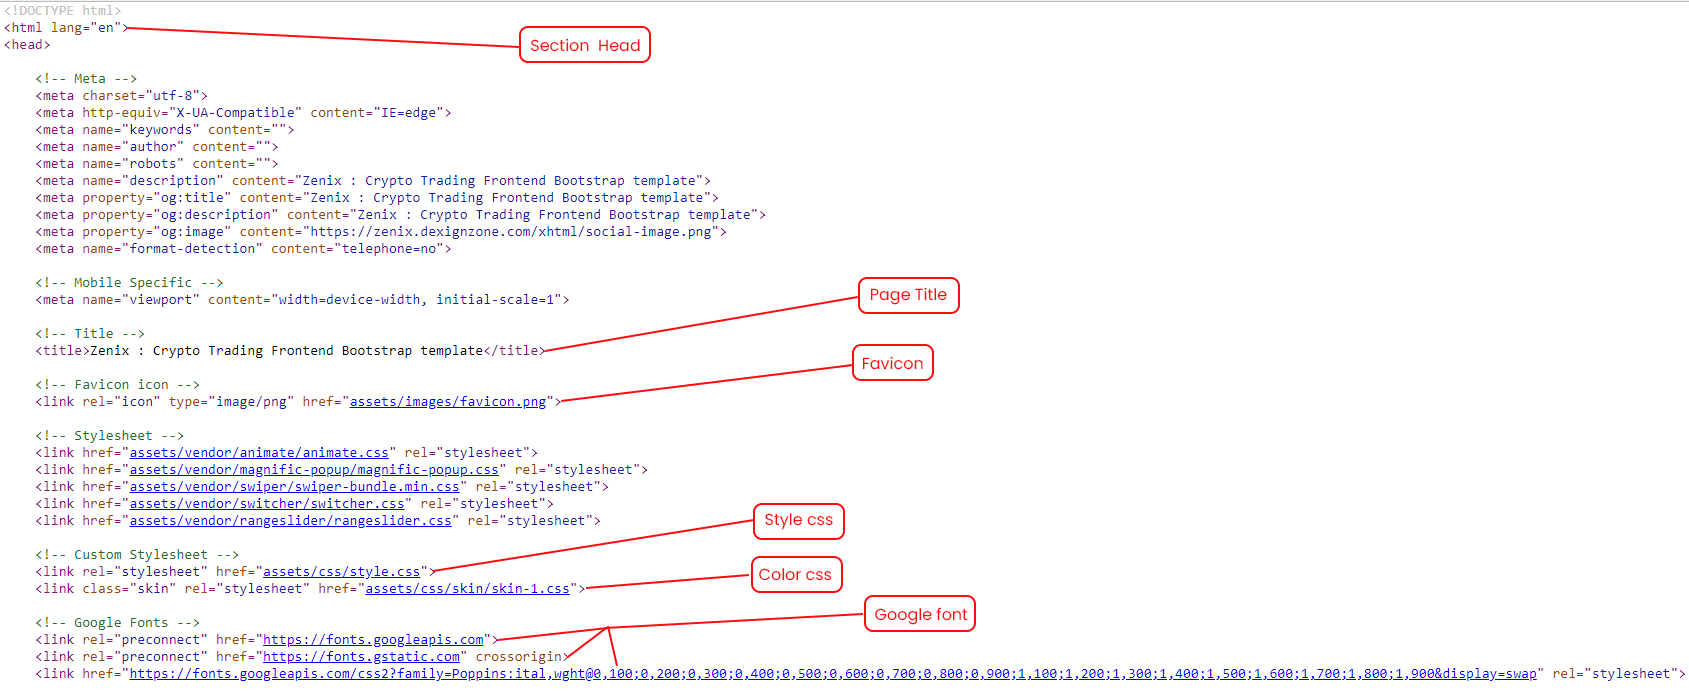 <!DOCTYPE html>
<html lang="en">
Section Head
<head>
<!-- Meta -->
<meta charset="utf-8">
<meta http-equiv="X-UA-Compatible" content="IE=edge">
<meta name="keywords" content="">
<meta name="author" content="">
<meta name="robots" content="">
<meta name="description" content="Zenix : Crypto Trading Frontend Bootstrap template">
<meta property="og:title" content="Zenix : Crypto Trading Frontend Bootstrap template">
<meta property="og:description" content="Zenix : Crypto Trading Frontend Bootstrap template">
<meta property="og:image" content="https://zenix.dexignzone.com/xhtml/social-image.png">
<meta name="format-detection" content="telephone=no">
<!-- Mobile Specific -->
<meta name="viewport" content="width=device-width, initial-scale=1">
Page Title
<!-- Title -->
<title>Zenix : Crypto Trading Frontend Bootstrap template</title>
Favicon
<!-- Favicon icon -->
<link rel="icon" type="image/png" href="assets/images/favicon.png">
<!-- Stylesheet -->
<link href="assets/vendor/animate/animate.css" rel="stylesheet">
<link href="assets/vendor/magnific-popup/magnific-popup.css" rel="stylesheet">
<link href="assets/vendor/swiper/swiper-bundle.min.css" rel="stylesheet">
<link href="assets/vendor/switcher/switcher.css" rel="stylesheet">
<link href="assets/vendor/rangeslider/rangeslider.css" rel="stylesheet">
Style css
<!-- Custom Stylesheet -->
<link rel="stylesheet" href="assets/css/style.css">
Color css
<link class="skin" rel="stylesheet" href="assets/css/skin/skin-1.css">
Google font
<!-- Google Fonts -->
<link rel="preconnect" href="https://fonts.googleapis.com">
<link rel="preconnect" href="https://fonts.gstatic.com" crossorigin>
<link href="https://fonts.googleapis.com/css2?family=Poppins:ital,wght@0,100;0,200;0,300;0,400;0,500;0,600;0,700;0,800;0,900;1,100;1,200;1,300;1,400;1,500;1,600;1,700;1,800;1,900&display=swap" rel="stylesheet">